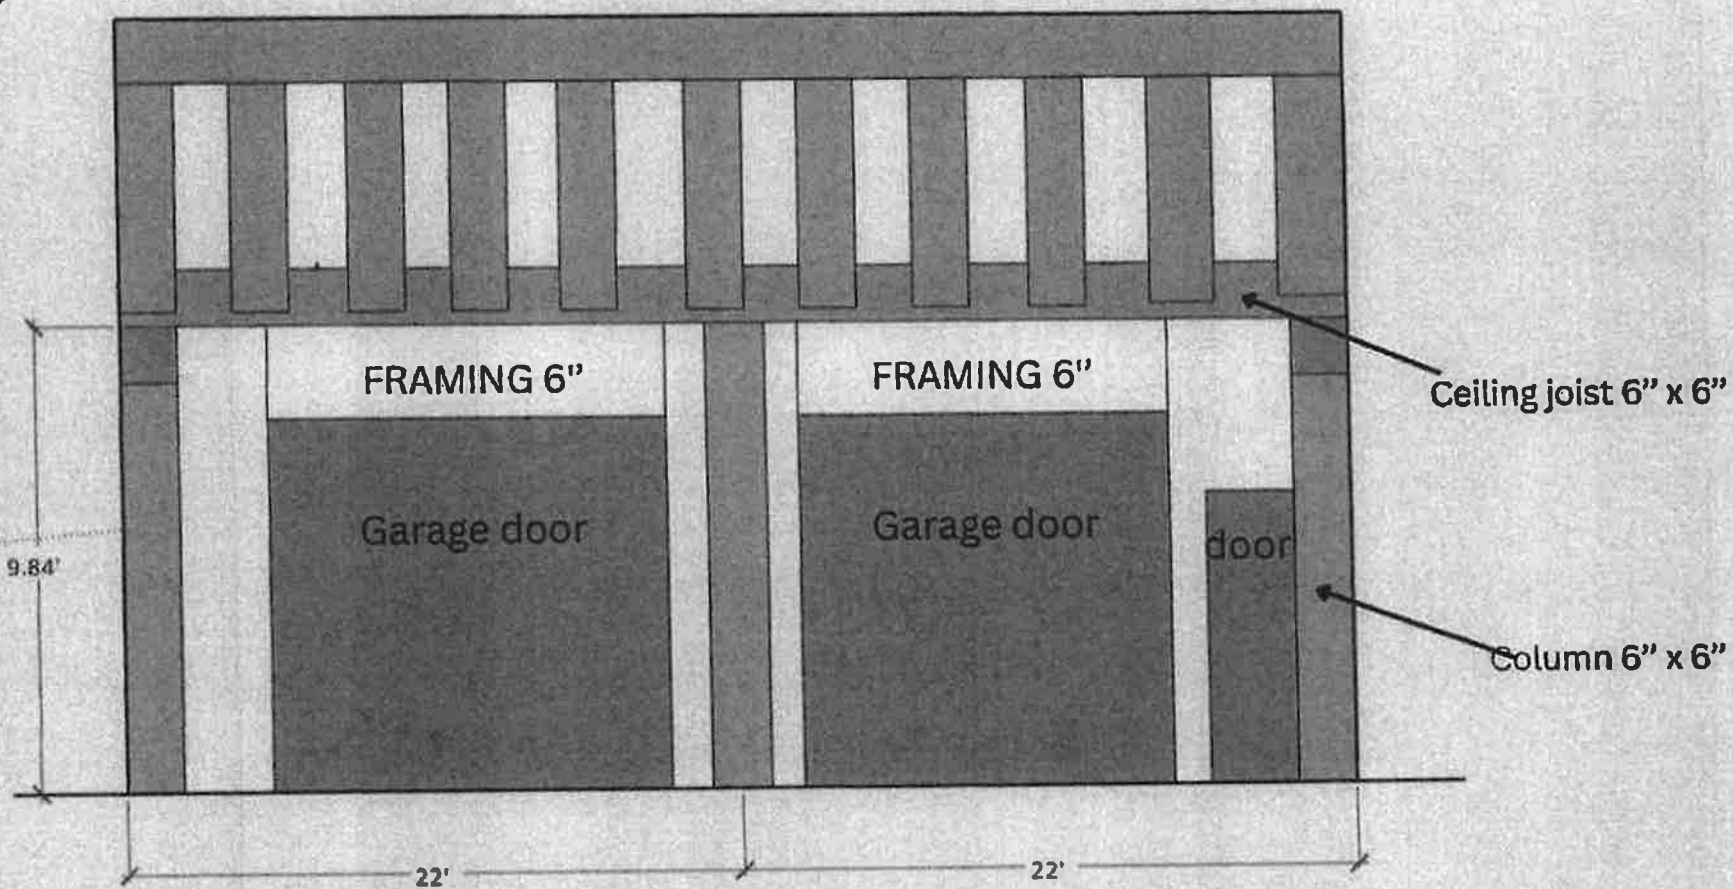 FRAMING 6"
FRAMING 6"
Ceiling joist 6" x 6"
Garage door
Garage door
door
9.84'
Column 6" x 6"
22'
22'